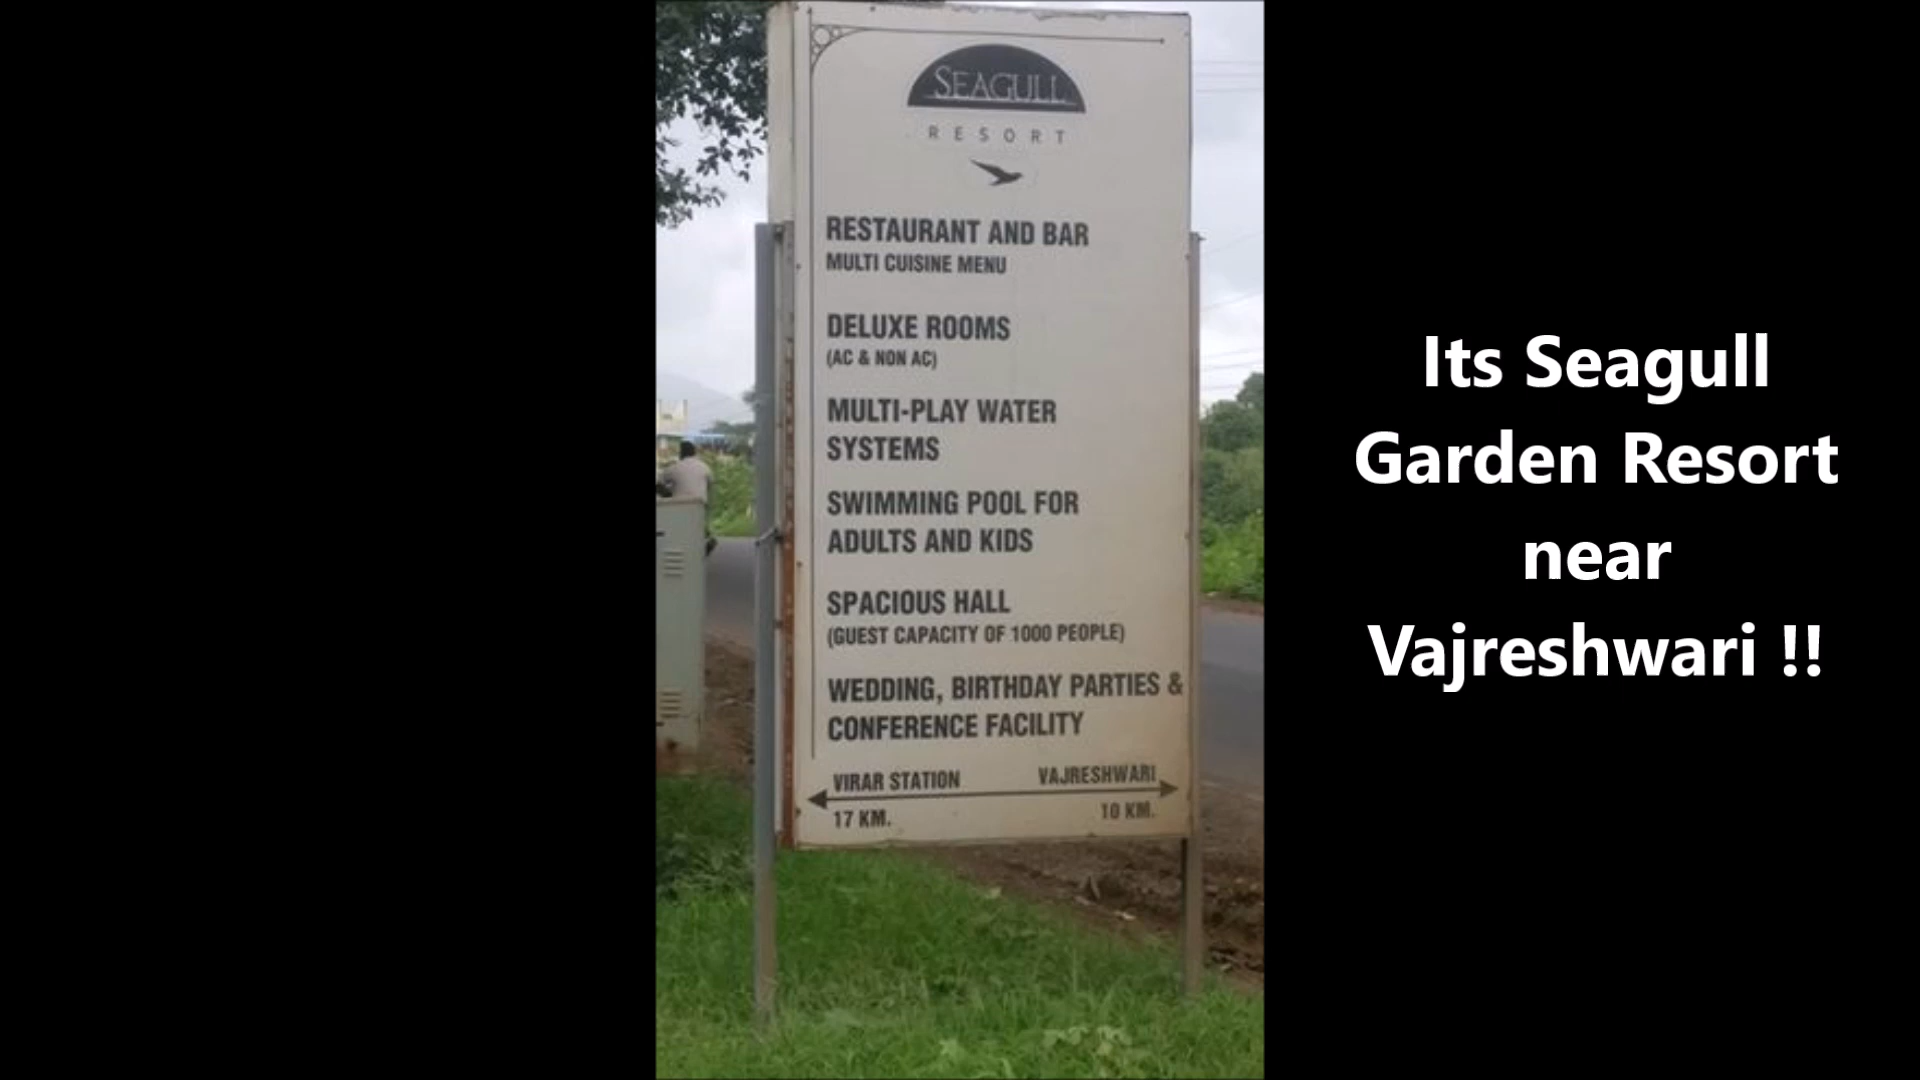 SEAGULL
RESORT
RESTAURANT AND BAR
MULTI CUISINE MENU
DELUXE ROOMS
(AC & NON AC)
MULTI-PLAY WATER
SYSTEMS
SWIMMING POOL FOR
ADULTS AND KIDS
SPACIOUS HALL
(GUEST CAPACITY OF 1000 PEOPLE)
WEDDING, BIRTHDAY PARTIES &
CONFERENCE FACILITY
VIRAR STATION VAJRESHWARI
17 KM. 10 KM.
Its Seagull
Garden Resort
near
Vajreshwari !!